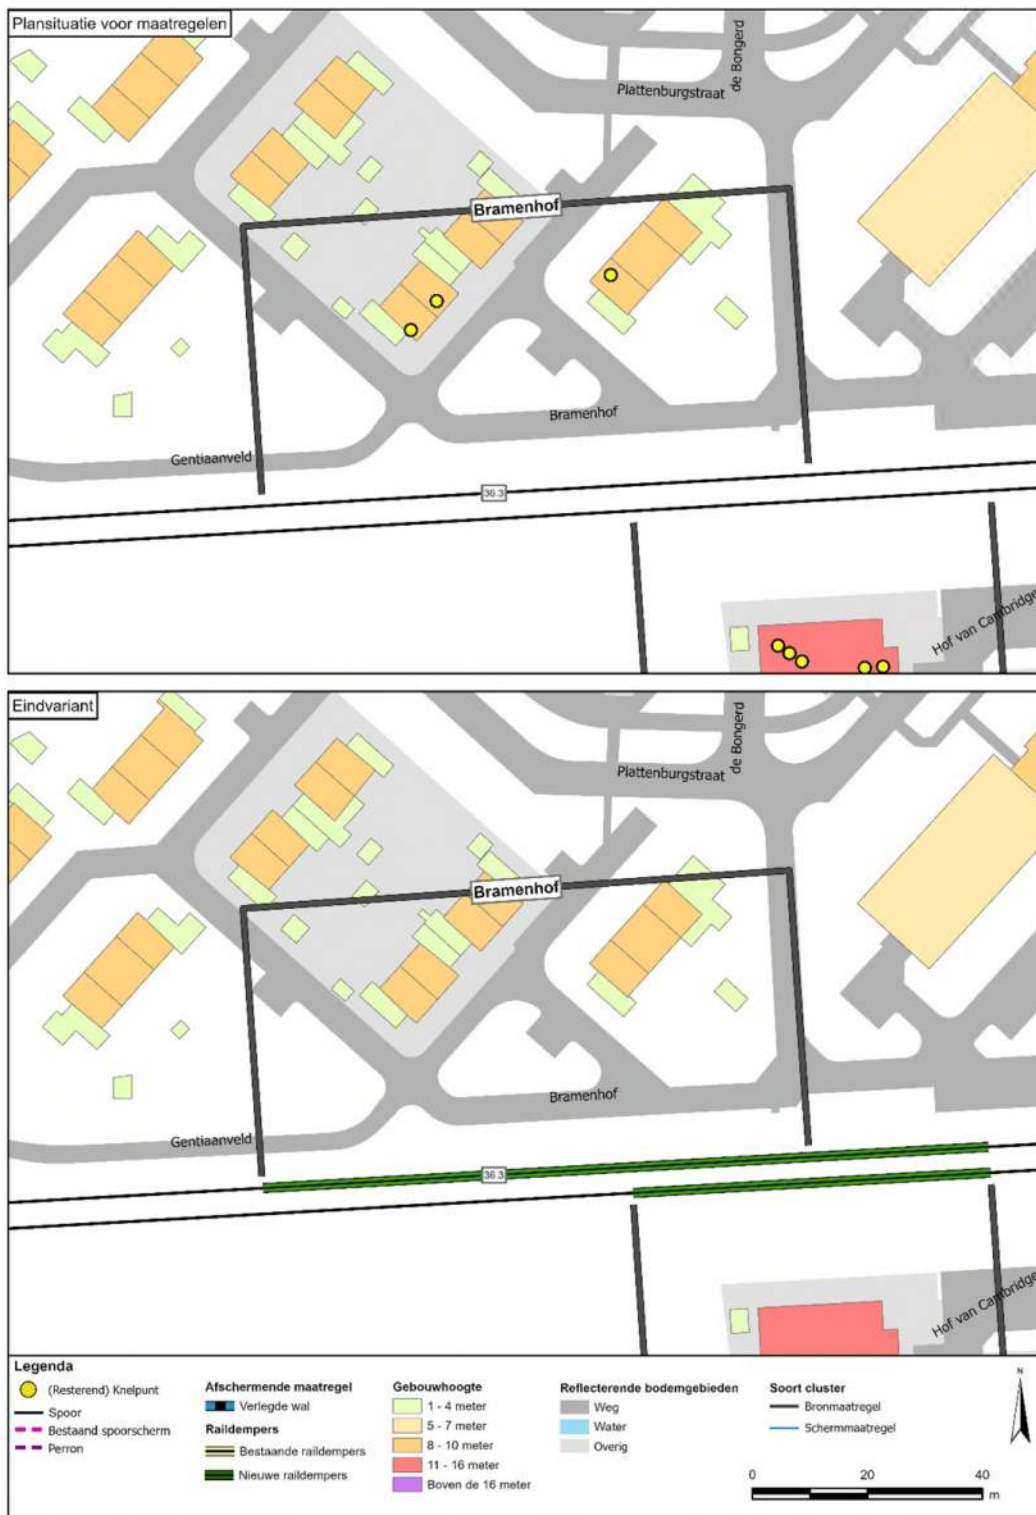 Plansituatie voor maatregelen
de Bongerd
Plattenburgstraat
Bramenhof
Bramenhof
Gentiaanveld
36.3
Hof van Cambridge
Eindvariant
de Bongerd
Plattenburgstraat
Bramenhof
Bramenhof
Gentiaanveld
36.3
Hof van Cambridge
Legenda
(Resterend) Knelpunt
Spoor
Bestaand spoorscherm
Perron
Afschermende maatregel
Verlegde wal
Raildempers
Bestaande raildempers
Nieuwe raildempers
Gebouwhoogte
1 - 4 meter
5 - 7 meter
8 - 10 meter
11 - 16 meter
Boven de 16 meter
Reflecterende bodemgebieden
Weg
Water
Overig
Soort cluster
Bronmaatregel
Schermmaatregel
N
0 20 40
m